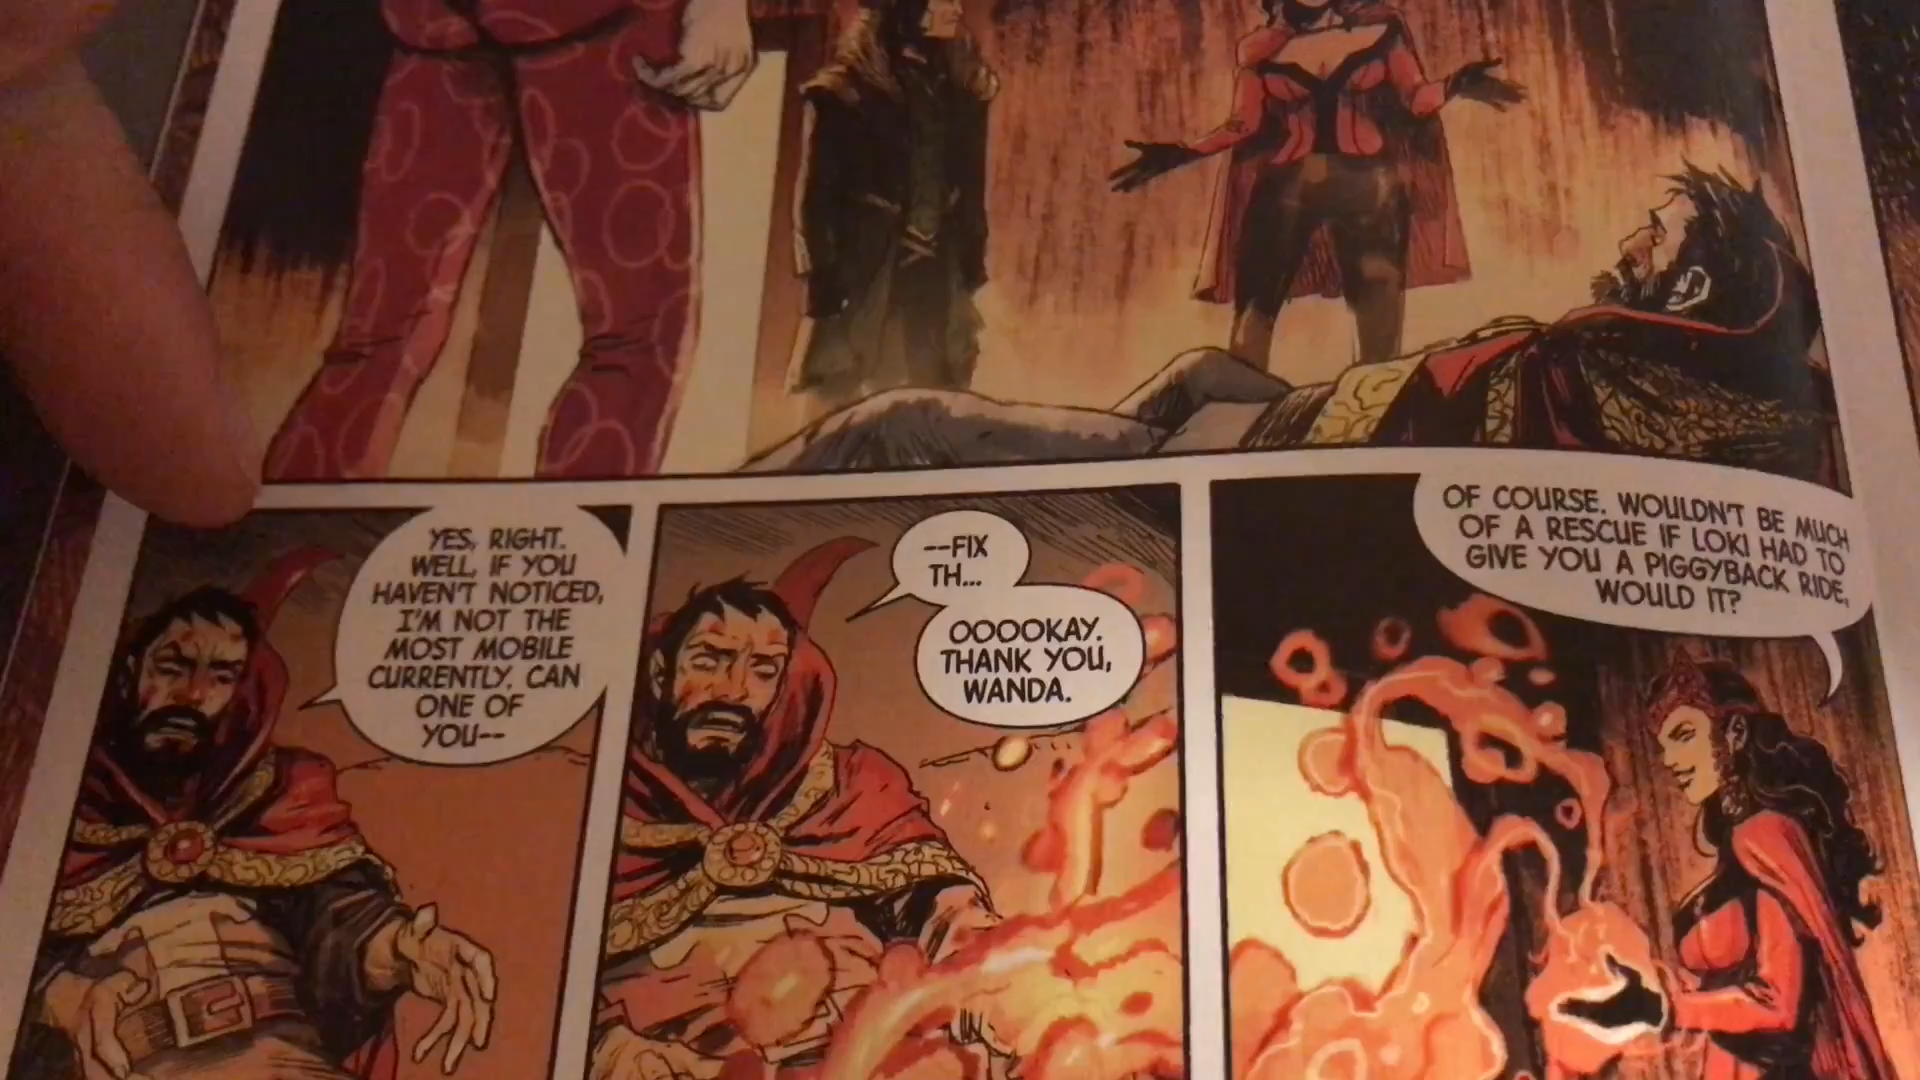 YES, RIGHT.
WELL, IF YOU
HAVEN'T NOTICED,
I'M NOT THE
MOST MOBILE
CURRENTLY. CAN
ONE OF
YOU--
--FIX
TH...
OOOOKAY.
THANK YOU,
WANDA.
OF COURSE. WOULDN'T BE MUCH
OF A RESCUE IF LOKI HAD TO
GIVE YOU A PIGGYBACK RIDE,
WOULD IT?